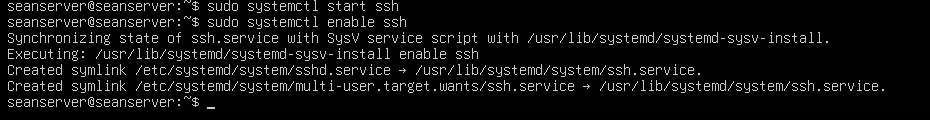 seanserver@seanserver:~$ sudo systemctl start ssh
seanserver@seanserver:~$ sudo systemctl enable ssh
Synchronizing state of ssh.service with SysV service script with /usr/lib/systemd/systemd-sysv-install.
Executing: /usr/lib/systemd/systemd-sysv-install enable ssh
Created symlink /etc/systemd/system/sshd.service → /usr/lib/systemd/system/ssh.service.
Created symlink /etc/systemd/system/multi-user.target.wants/ssh.service → /usr/lib/systemd/system/ssh.service.
seanserver@seanserver:~$ _